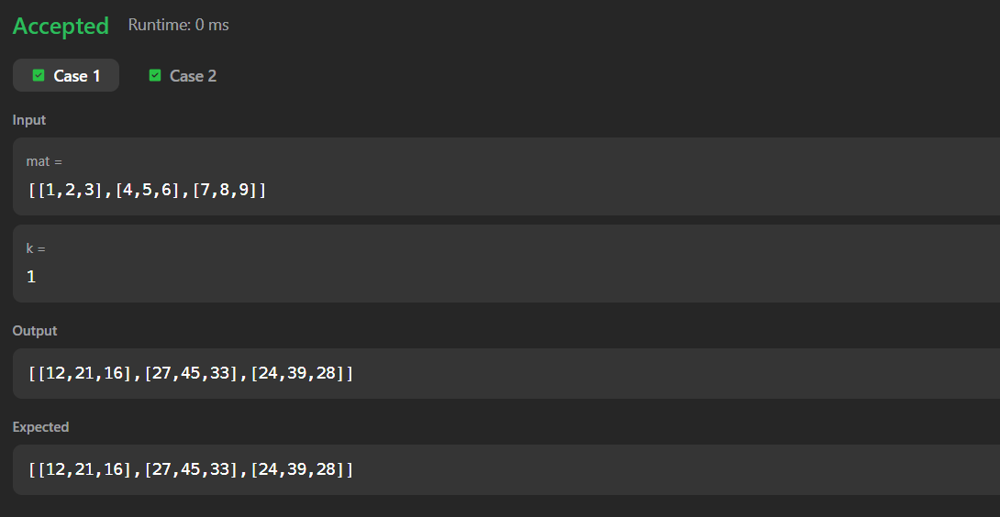 Accepted Runtime: 0 ms
Case 1 Case 2
Input
mat =
[[1,2,3],[4,5,6],[7,8,9]]
k =
1
Output
[[12,21,16],[27,45,33],[24,39,28]]
Expected
[[12,21,16],[27,45,33],[24,39,28]]